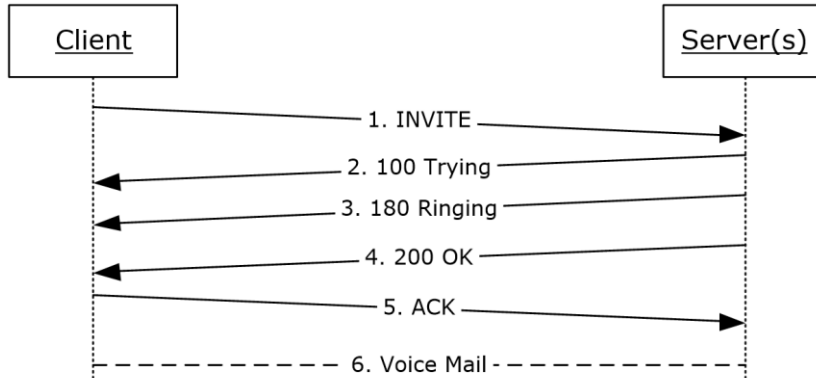 Client
Server(s)
1. INVITE
2. 100 Trying
3. 180 Ringing
4. 200 OK
5. ACK
6. Voice Mail